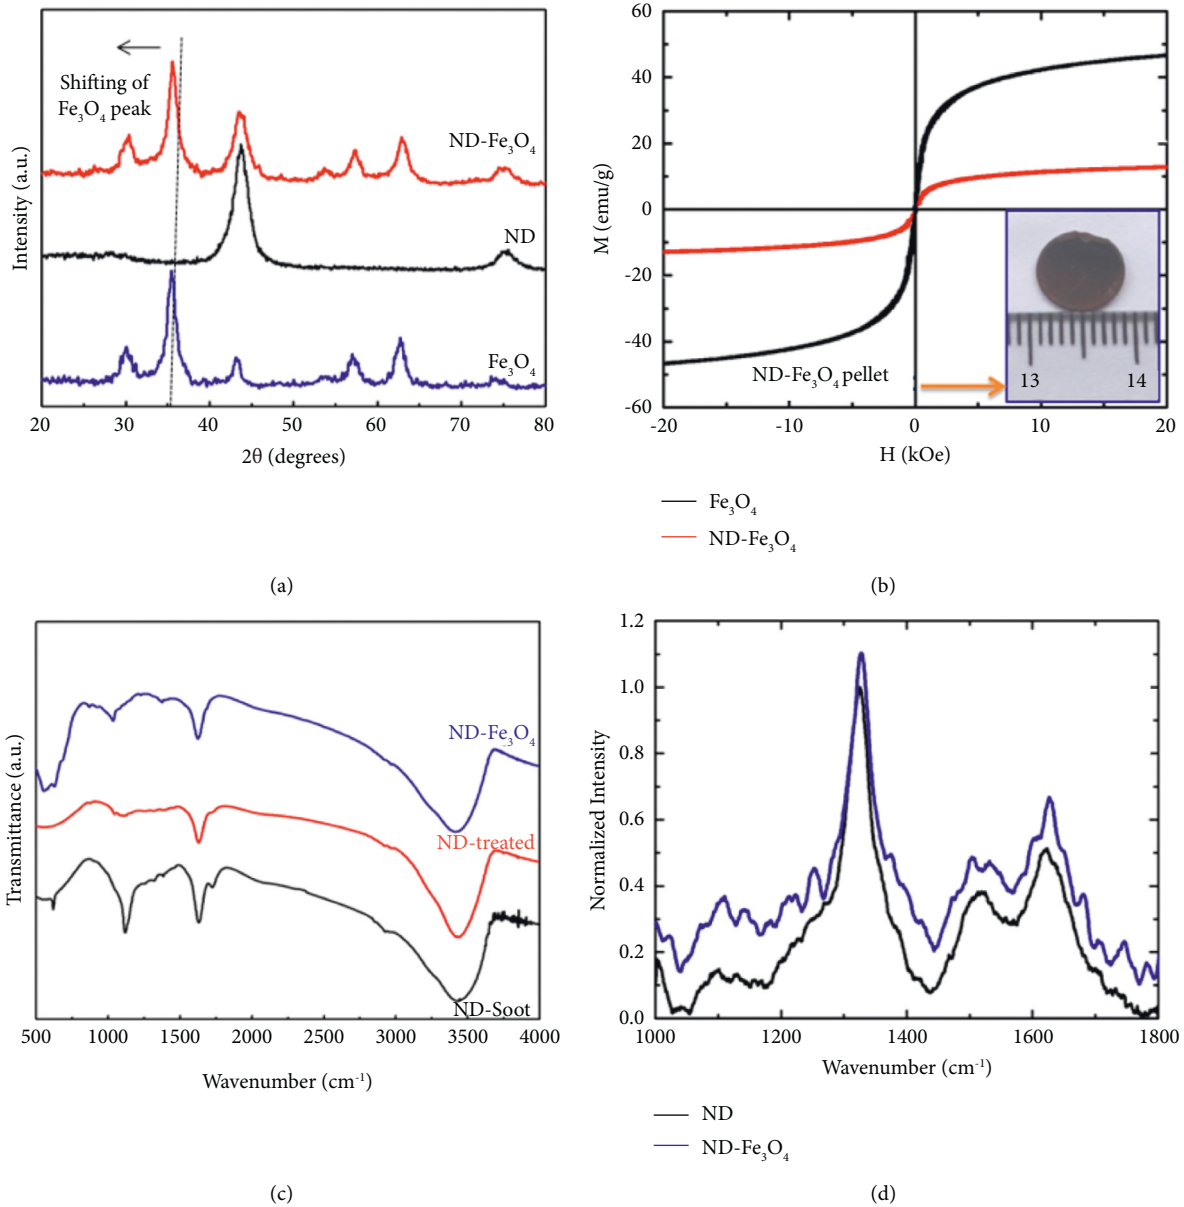 Shifting of
Fe₃O₄ peak
ND-Fe₃O₄
ND
Fe₃O₄
Intensity (a.u.)
20 30 40 50 60 70 80
2θ (degrees)
(a)
60
40
20
0
-20
-40
-60
M (emu/g)
ND-Fe₃O₄ pellet
13 14
-20 -10 0 10 20
H (kOe)
Fe₃O₄
ND-Fe₃O₄
(b)
Transmittance (a.u.)
ND-Fe₃O₄
ND-treated
ND-Soot
500 1000 1500 2000 2500 3000 3500 4000
Wavenumber (cm⁻¹)
(c)
1.2
1.0
0.8
0.6
0.4
0.2
0.0
Normalized Intensity
1000 1200 1400 1600 1800
Wavenumber (cm⁻¹)
ND
ND-Fe₃O₄
(d)